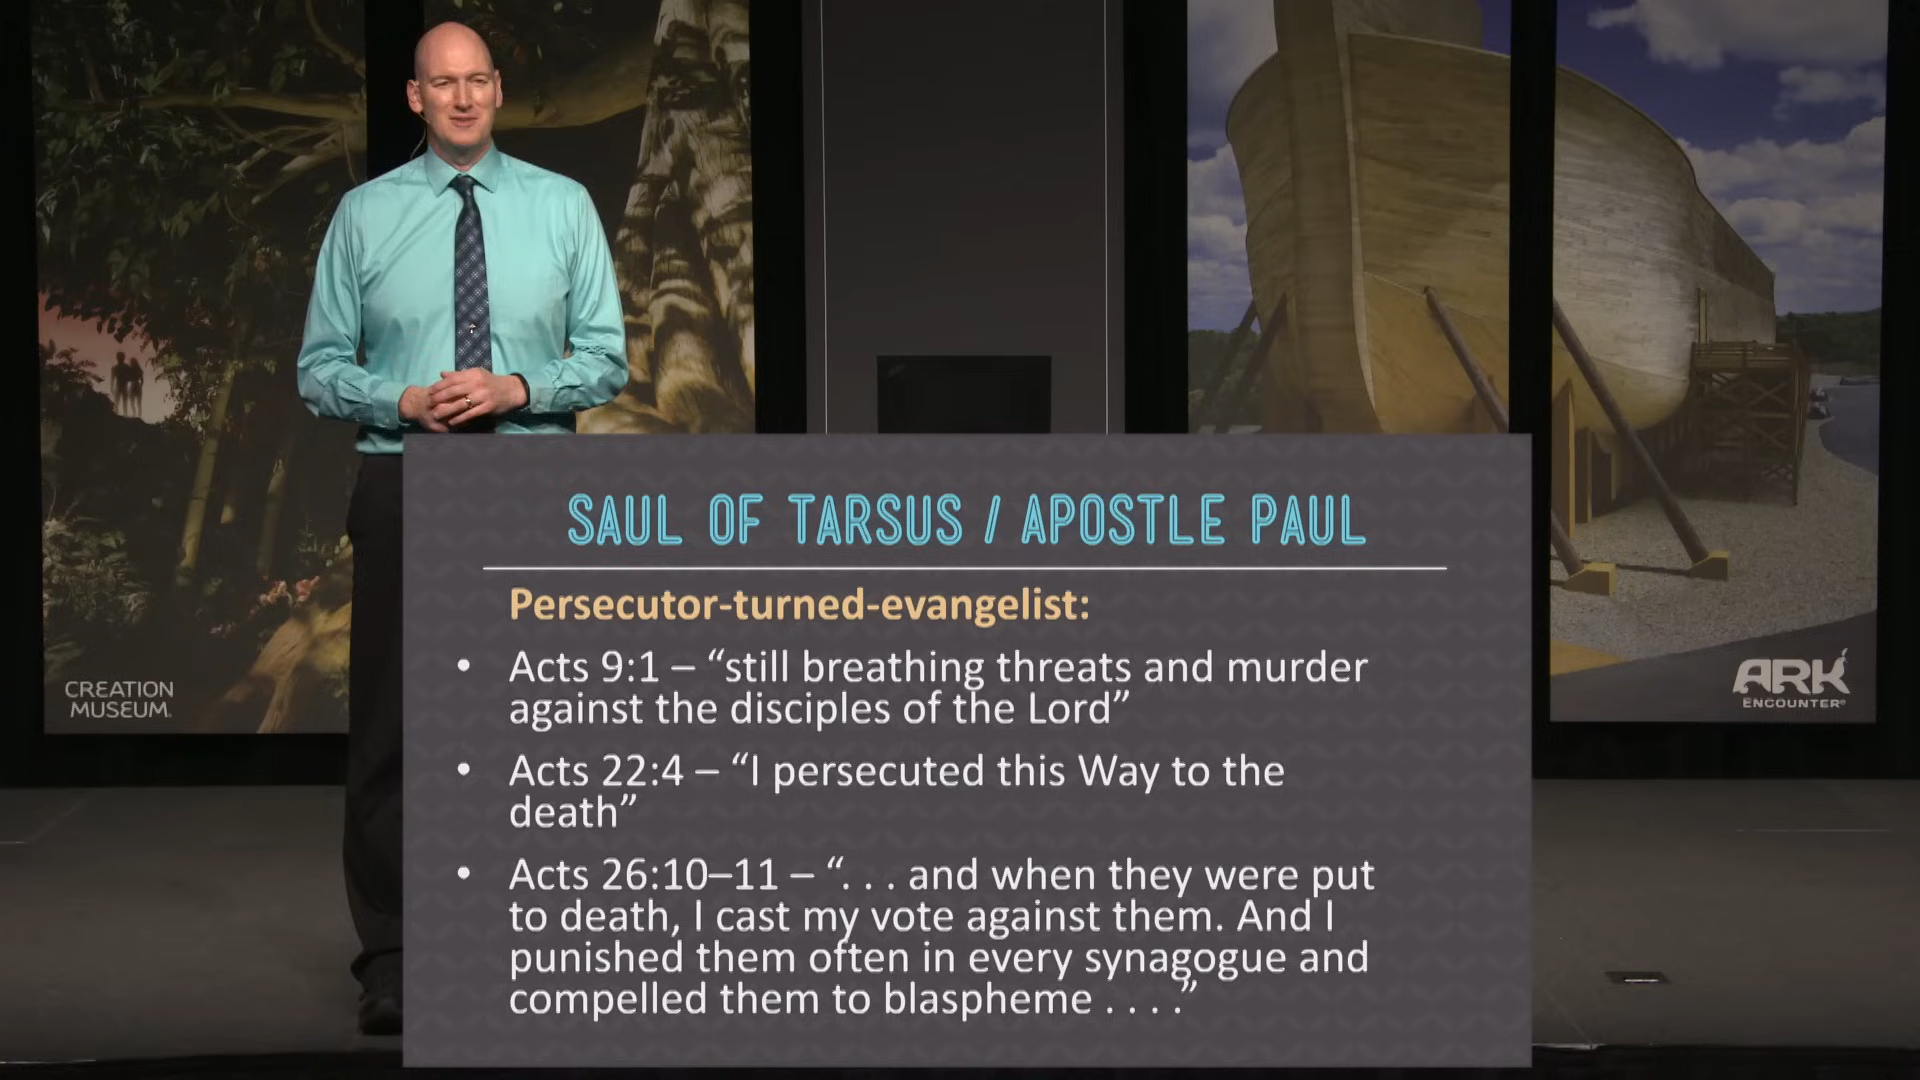 SAUL OF TARSUS / APOSTLE PAUL
Persecutor-turned-evangelist:
• Acts 9:1 – “still breathing threats and murder
against the disciples of the Lord”
• Acts 22:4 – “I persecuted this Way to the
death”
• Acts 26:10–11 – “. . . and when they were put
to death, I cast my vote against them. And I
punished them often in every synagogue and
compelled them to blaspheme . . . .”
CREATION
MUSEUM.
ARK
ENCOUNTER®